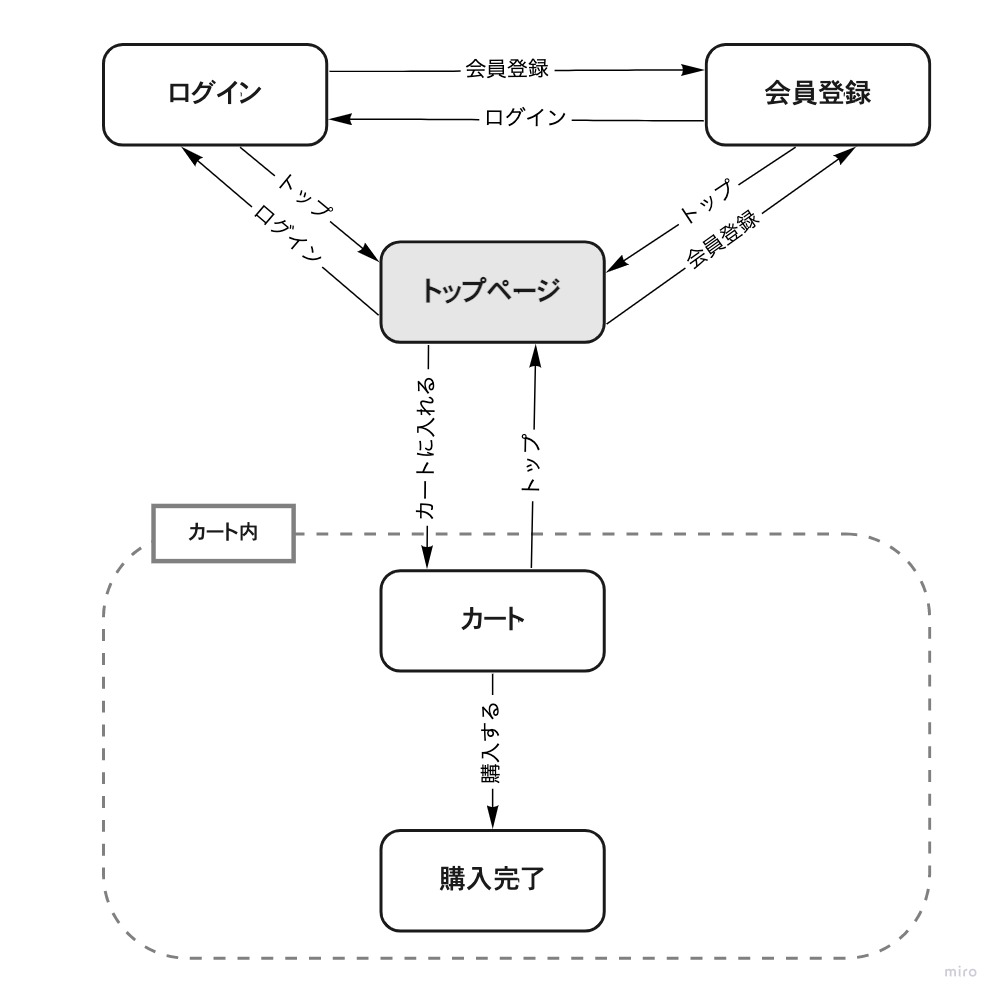 ログイン
会員登録
会員登録
ログイン
トップ
ログイン
トップ
会員登録
トップページ
カートに入れる
トップ
カート内
カート
購入する
購入完了
miro